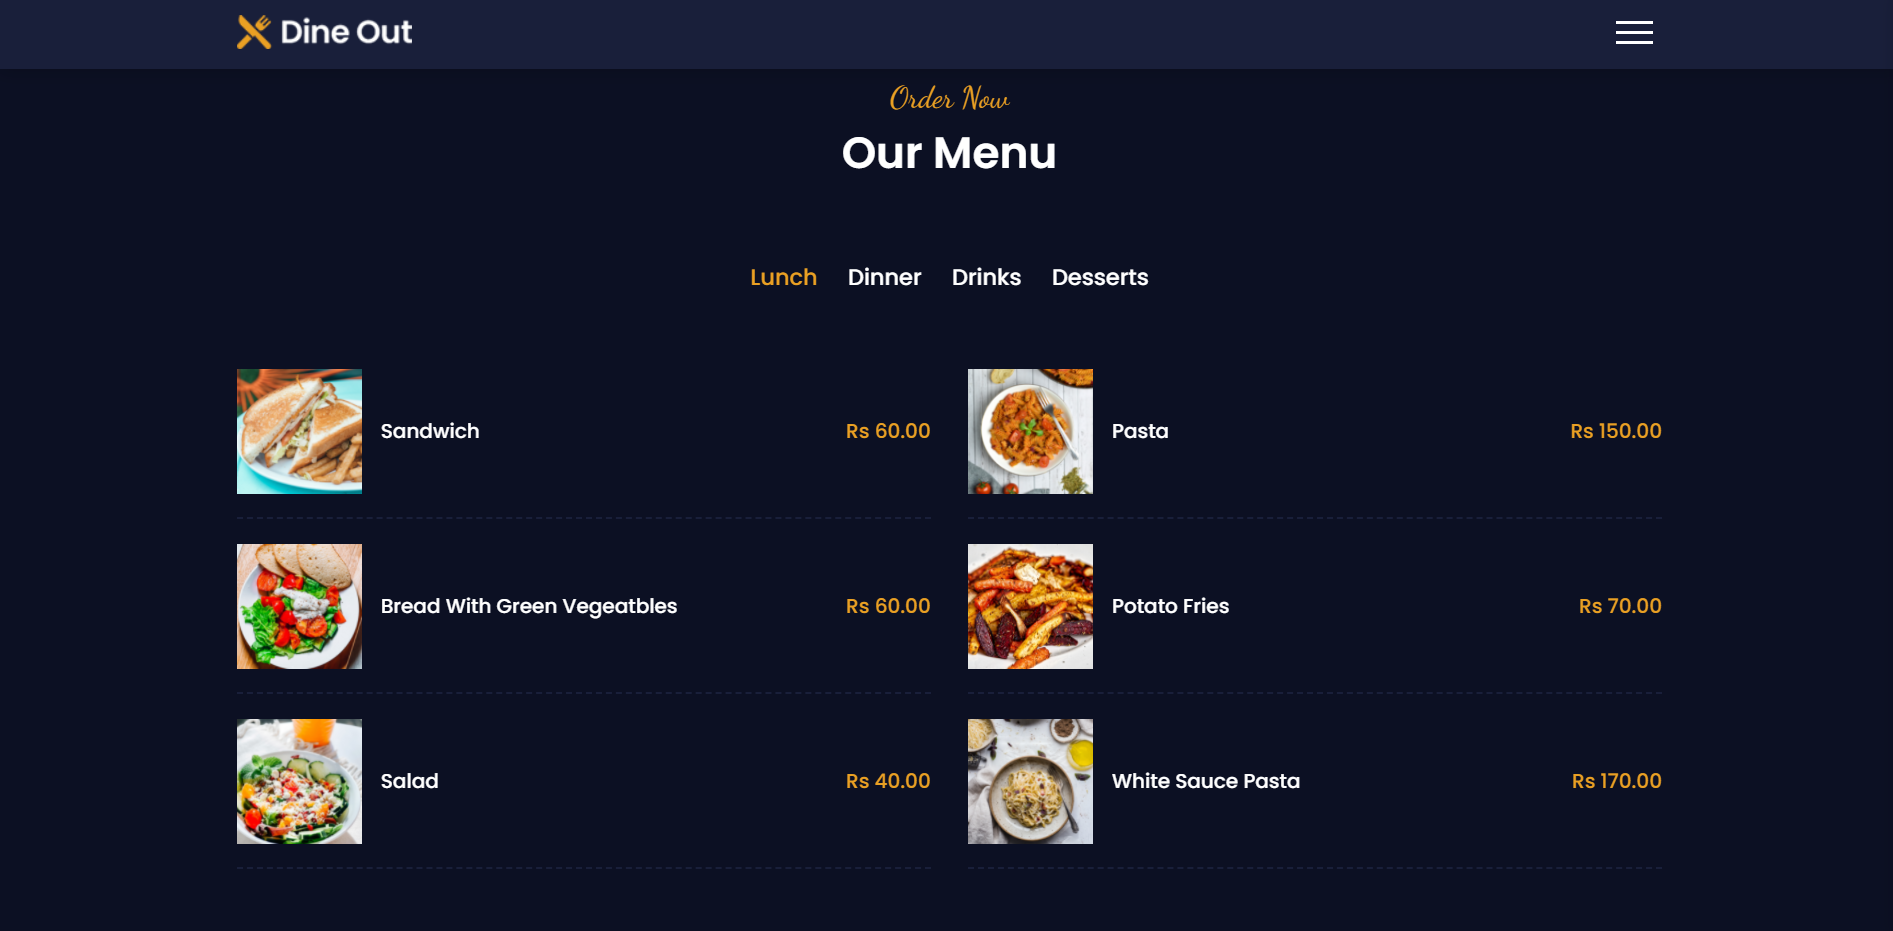 Dine Out
Order Now
Our Menu
Lunch Dinner Drinks Desserts
Sandwich Rs 60.00
Pasta Rs 150.00
Bread With Green Vegeatbles Rs 60.00
Potato Fries Rs 70.00
Salad Rs 40.00
White Sauce Pasta Rs 170.00